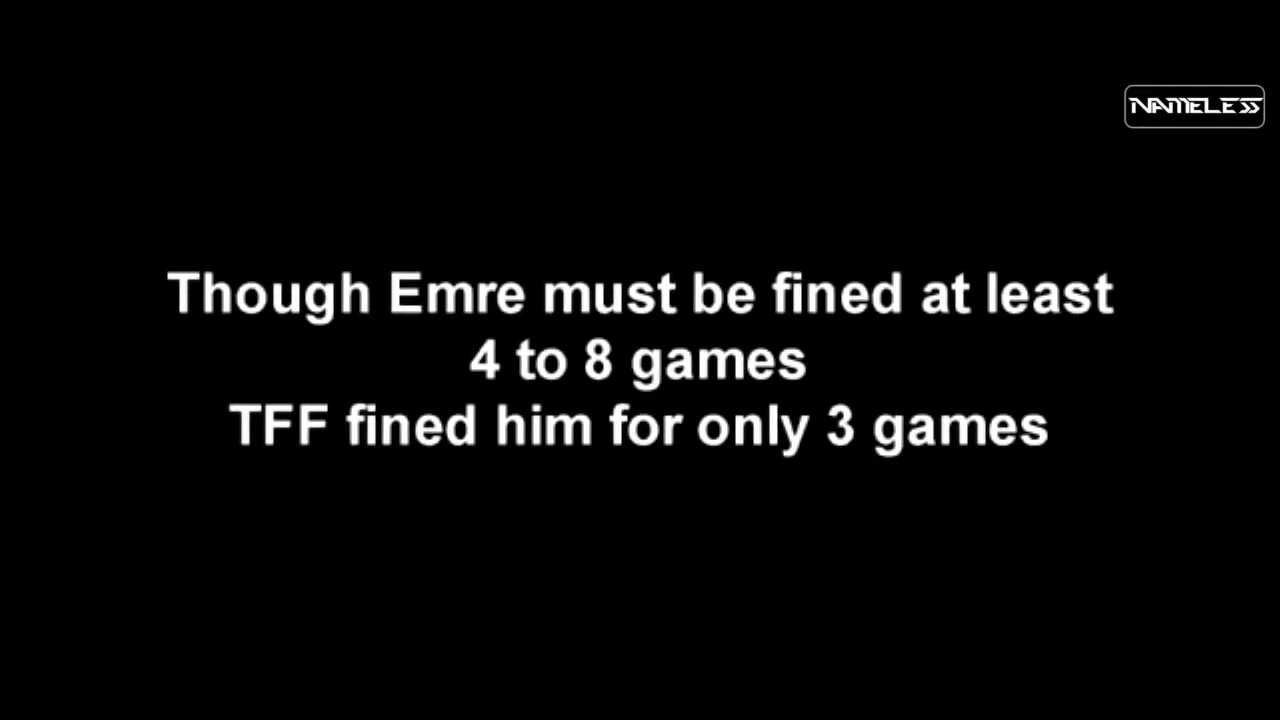 NAMELESS
Though Emre must be fined at least
4 to 8 games
TFF fined him for only 3 games